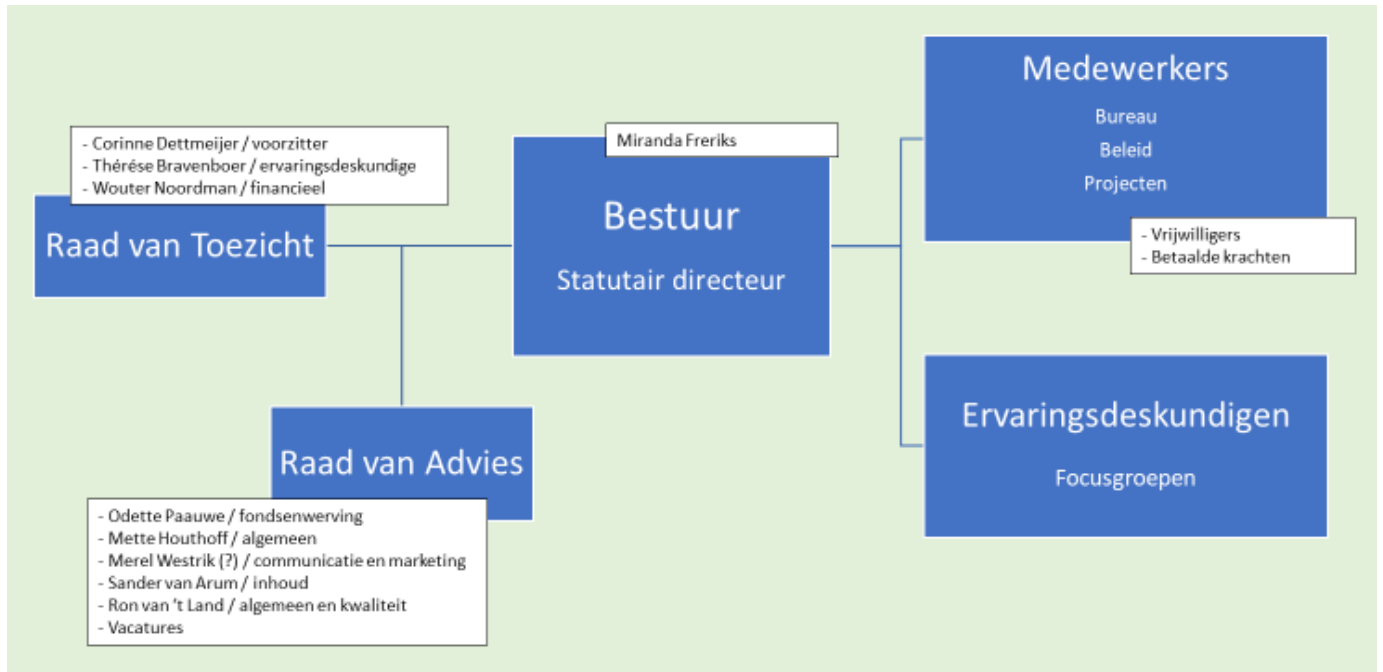 - Corinne Dettmeijer / voorzitter
- Thérése Bravenboer / ervaringsdeskundige
- Wouter Noordman / financieel
Raad van Toezicht
Miranda Freriks
Bestuur
Statutair directeur
Medewerkers
Bureau
Beleid
Projecten
- Vrijwilligers
- Betaalde krachten
Raad van Advies
- Odette Paauwe / fondsenwerving
- Mette Houthoff / algemeen
- Merel Westrik (?) / communicatie en marketing
- Sander van Arum / inhoud
- Ron van ’t Land / algemeen en kwaliteit
- Vacatures
Ervaringsdeskundigen
Focusgroepen